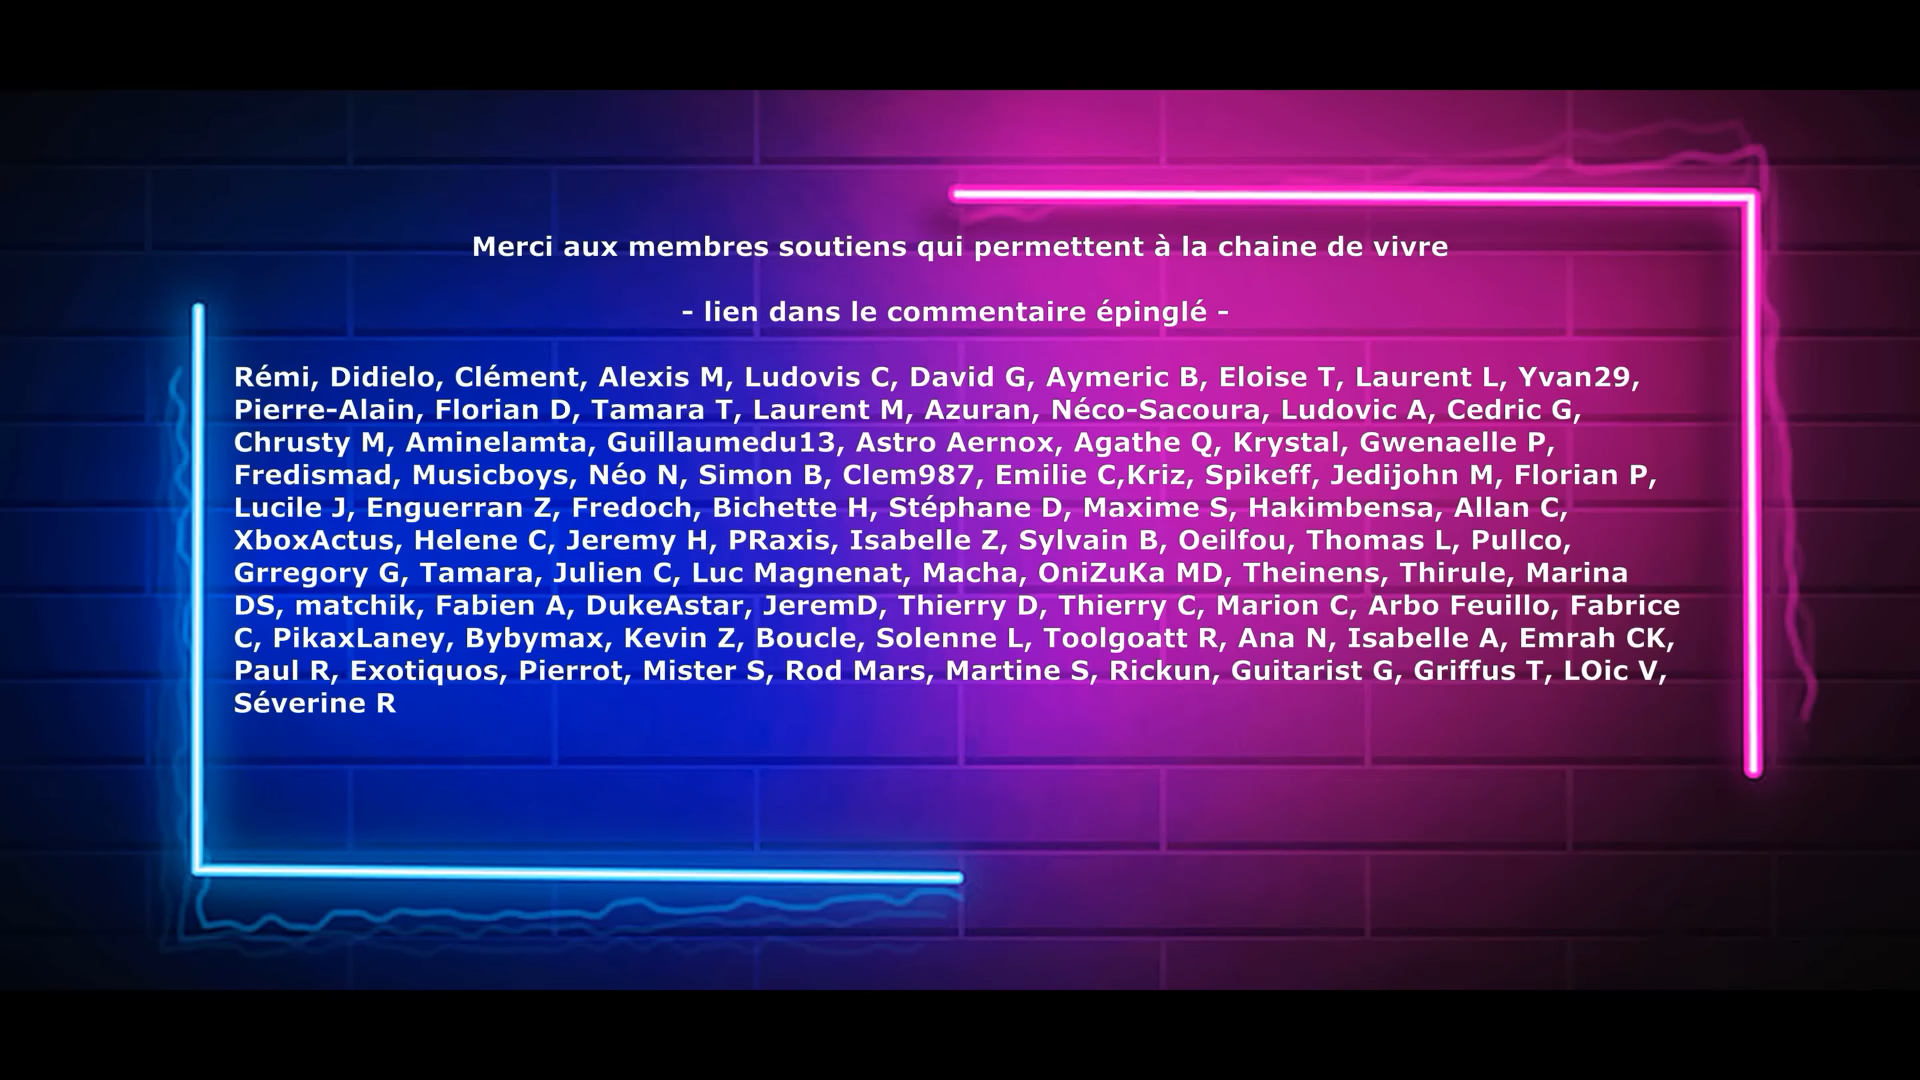 Merci aux membres soutiens qui permettent à la chaine de vivre
- lien dans le commentaire épinglé -
Rémi, Didielo, Clément, Alexis M, Ludovis C, David G, Aymeric B, Eloise T, Laurent L, Yvan29,
Pierre-Alain, Florian D, Tamara T, Laurent M, Azuran, Néco-Sacoura, Ludovic A, Cedric G,
Chrusty M, Aminelamta, Guillaumedu13, Astro Aernox, Agathe Q, Krystal, Gwenaelle P,
Fredismad, Musicboys, Néo N, Simon B, Clem987, Emilie C,Kriz, Spikeff, Jedijohn M, Florian P,
Lucile J, Enguerran Z, Fredoch, Bichette H, Stéphane D, Maxime S, Hakimbensa, Allan C,
XboxActus, Helene C, Jeremy H, PRaxis, Isabelle Z, Sylvain B, Oeilfou, Thomas L, Pullco,
Grregory G, Tamara, Julien C, Luc Magnenat, Macha, OniZuKa MD, Theinens, Thirule, Marina
DS, matchik, Fabien A, DukeAstar, JeremD, Thierry D, Thierry C, Marion C, Arbo Feuillo, Fabrice
C, PikaxLaney, Bybymax, Kevin Z, Boucle, Solenne L, Toolgoatt R, Ana N, Isabelle A, Emrah CK,
Paul R, Exotiquos, Pierrot, Mister S, Rod Mars, Martine S, Rickun, Guitarist G, Griffus T, LOic V,
Séverine R